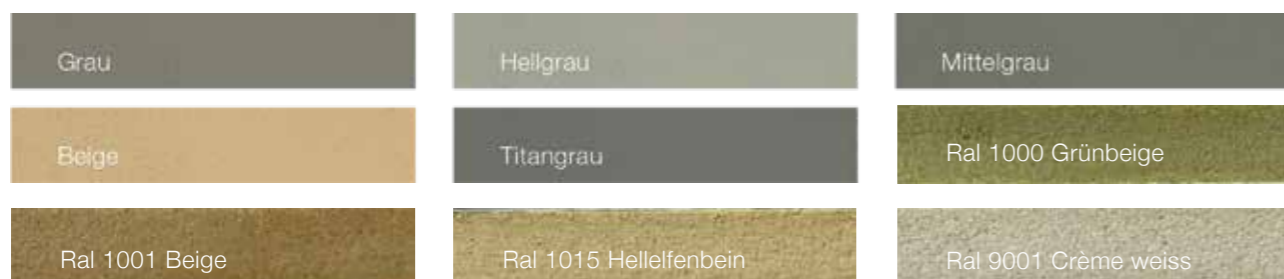 Grau
Hellgrau
Mittelgrau
Beige
Titangrau
Ral 1000 Grünbeige
Ral 1001 Beige
Ral 1015 Hellelfenbein
Ral 9001 Crème weiss